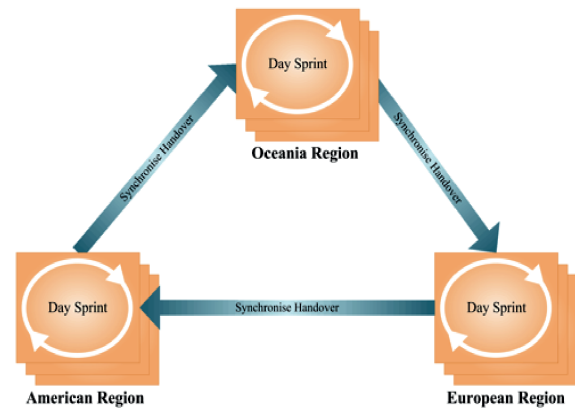 Day Sprint
Oceania Region
Synchronise Handover
Synchronise Handover
Day Sprint
Synchronise Handover
Day Sprint
American Region
European Region